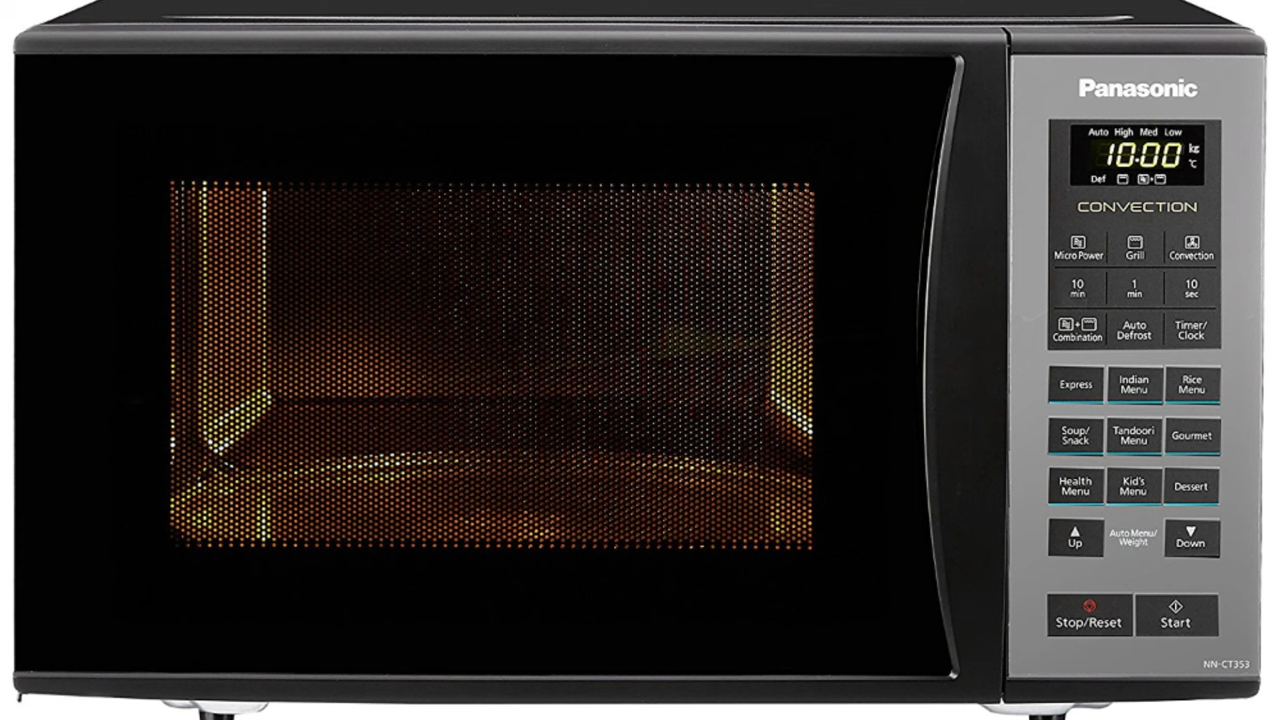 Panasonic
Auto High Med Low
10:00 kg
°C
Def
CONVECTION
Micro Power Grill Convection
10 min 1 min 10 sec
Combination Auto Defrost Timer/Clock
Express Indian Menu Rice Menu
Soup/Snack Tandoori Menu Gourmet
Health Menu Kid's Menu Dessert
Up Auto Menu/Weight Down
Stop/Reset Start
NN-CT353